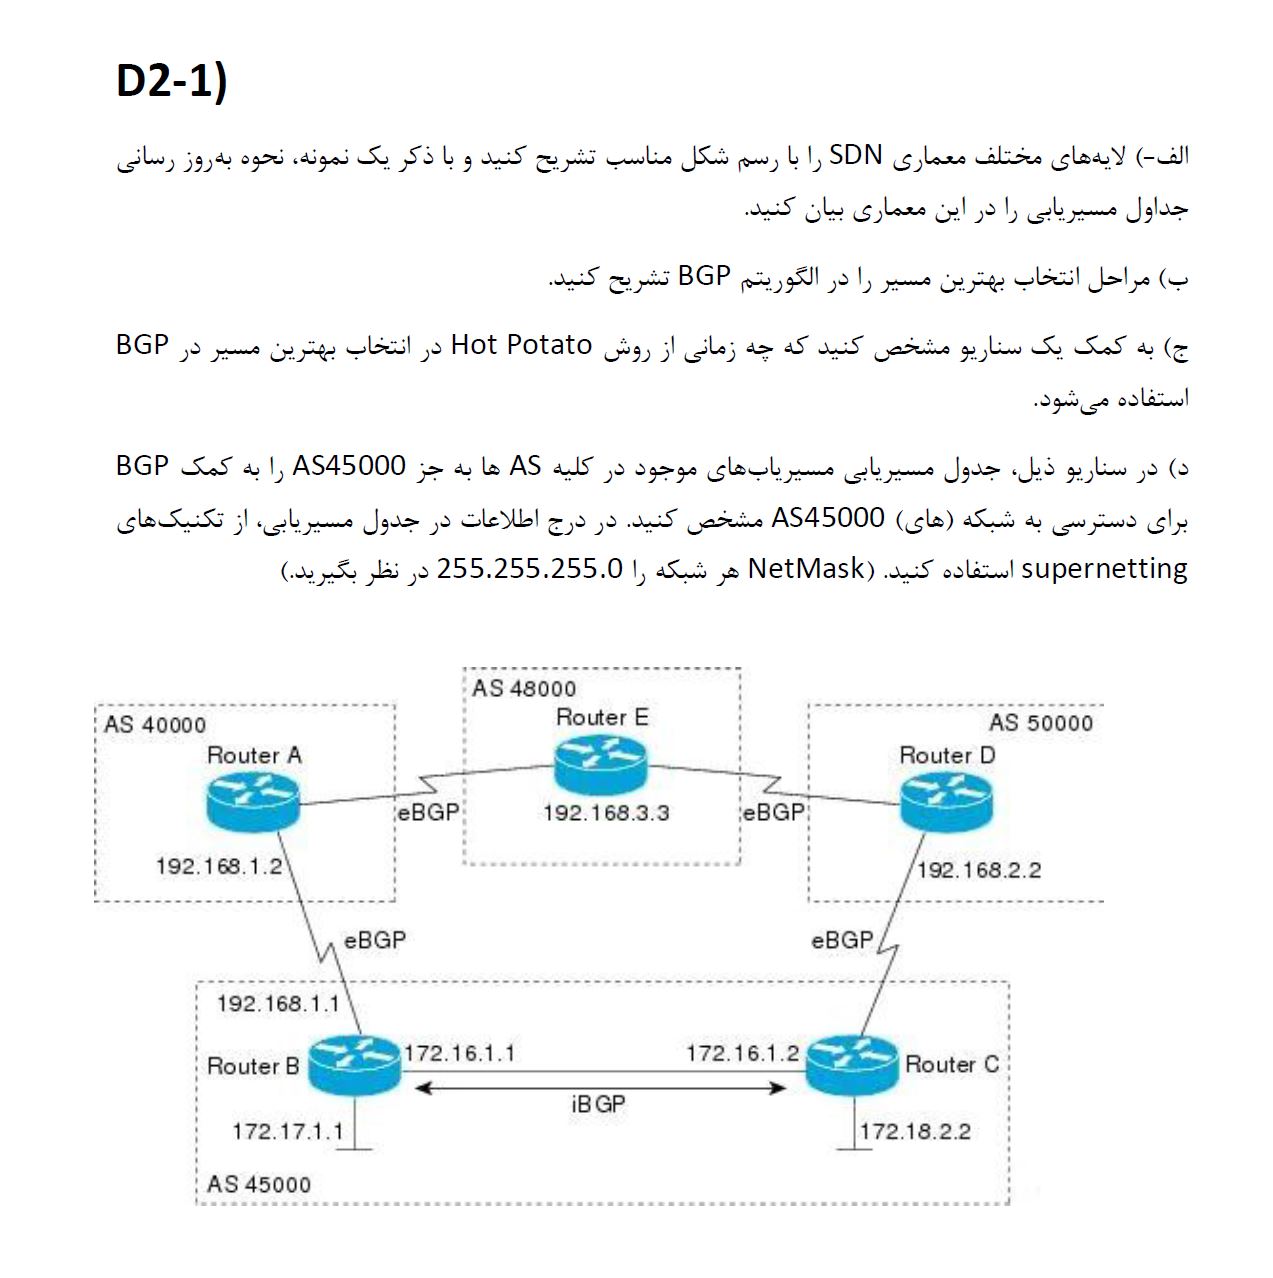 D2-1)
الف-) لایه‌های مختلف معماری SDN را با رسم شکل مناسب تشریح کنید و با ذکر یک نمونه، نحوه به‌روز رسانی
جداول مسیریابی را در این معماری بیان کنید.
ب) مراحل انتخاب بهترین مسیر را در الگوریتم BGP تشریح کنید.
ج) به کمک یک سناریو مشخص کنید که چه زمانی از روش Hot Potato در انتخاب بهترین مسیر در BGP
استفاده می‌شود.
د) در سناریو ذیل، جدول مسیریابی مسیریاب‌های موجود در کلیه AS ها به جز AS45000 را به کمک BGP
برای دسترسی به شبکه (های) AS45000 مشخص کنید. در درج اطلاعات در جدول مسیریابی، از تکنیک‌های
supernetting استفاده کنید. (NetMask هر شبکه را 255.255.255.0 در نظر بگیرید.)
AS 48000
AS 40000
Router E
AS 50000
Router A
Router D
eBGP
192.168.3.3
eBGP
192.168.1.2
192.168.2.2
eBGP
eBGP
192.168.1.1
172.16.1.1
172.16.1.2
Router B
Router C
iBGP
172.17.1.1
172.18.2.2
AS 45000